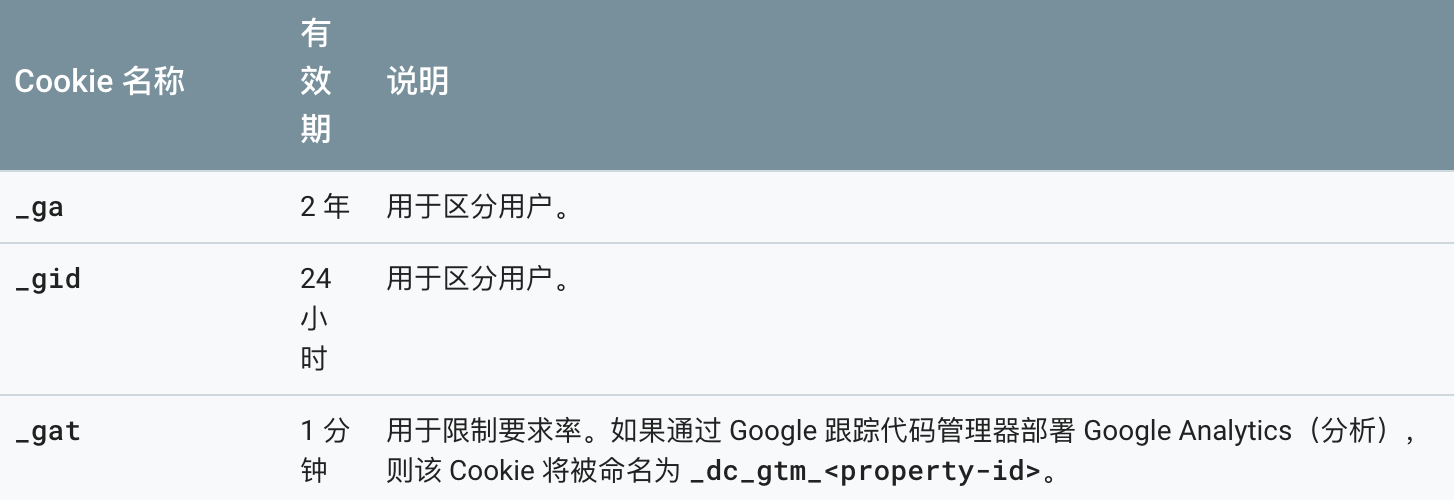 Cookie 名称
有
效
期
说明
_ga
2 年
用于区分用户。
_gid
24
小
时
用于区分用户。
_gat
1 分
钟
用于限制要求率。如果通过 Google 跟踪代码管理器部署 Google Analytics（分析），
则该 Cookie 将被命名为 _dc_gtm_<property-id>。